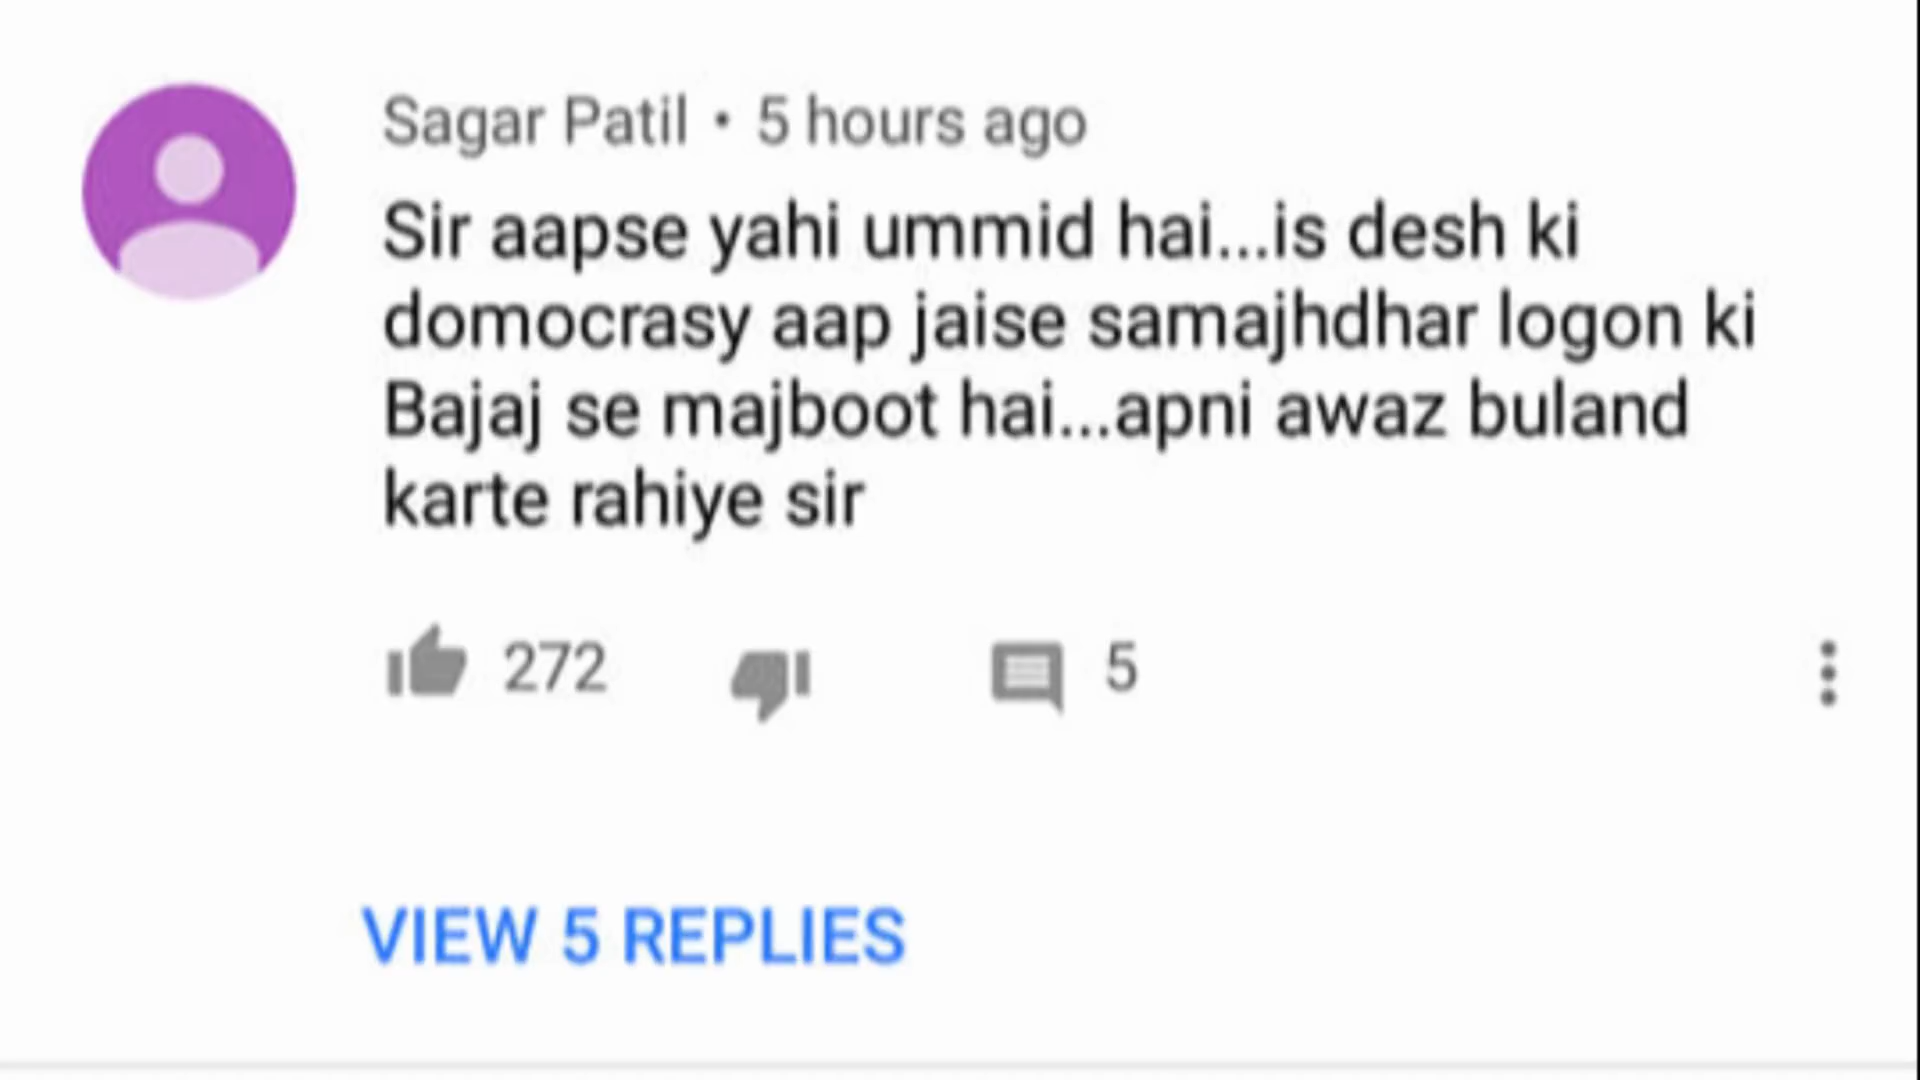 Sagar Patil • 5 hours ago
Sir aapse yahi ummid hai...is desh ki
domocrasy aap jaise samajhdhar logon ki
Bajaj se majboot hai...apni awaz buland
karte rahiye sir
272 5
VIEW 5 REPLIES